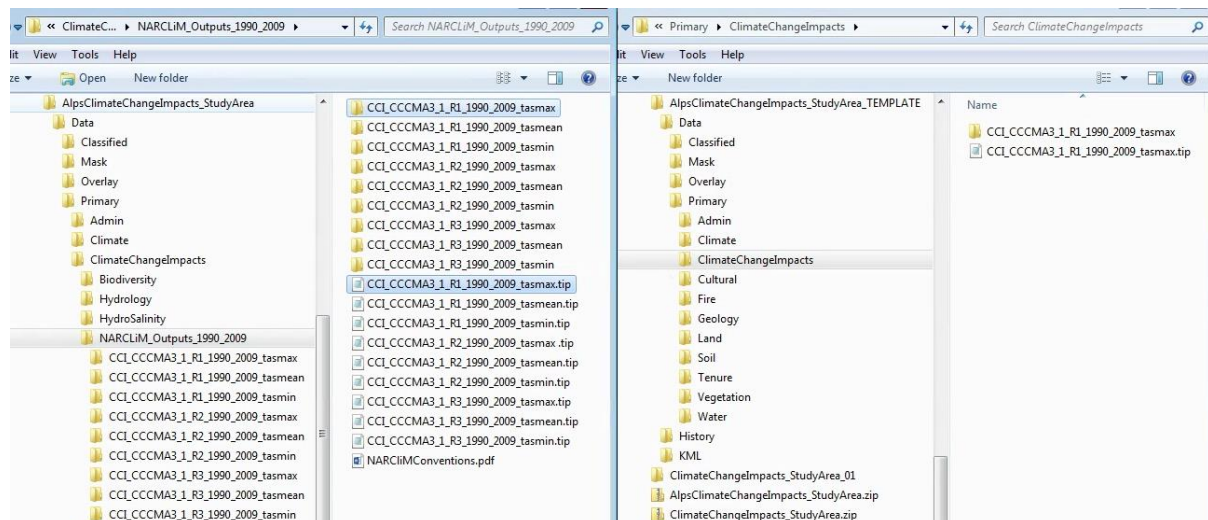 « ClimateC... ▸ NARCLiM_Outputs_1990_2009 ▸
Search NARCLiM_Outputs_1990_2009
lit View Tools Help
ze ▾ Open New folder
AlpsClimateChangeImpacts_StudyArea
Data
Classified
Mask
Overlay
Primary
Admin
Climate
ClimateChangeImpacts
Biodiversity
Hydrology
HydroSalinity
NARCLiM_Outputs_1990_2009
CCI_CCCMA3_1_R1_1990_2009_tasmax
CCI_CCCMA3_1_R1_1990_2009_tasmean
CCI_CCCMA3_1_R1_1990_2009_tasmin
CCI_CCCMA3_1_R2_1990_2009_tasmax
CCI_CCCMA3_1_R2_1990_2009_tasmean
CCI_CCCMA3_1_R2_1990_2009_tasmin
CCI_CCCMA3_1_R3_1990_2009_tasmax
CCI_CCCMA3_1_R3_1990_2009_tasmean
CCI_CCCMA3_1_R3_1990_2009_tasmin
CCI_CCCMA3_1_R1_1990_2009_tasmax
CCI_CCCMA3_1_R1_1990_2009_tasmean
CCI_CCCMA3_1_R1_1990_2009_tasmin
CCI_CCCMA3_1_R2_1990_2009_tasmax
CCI_CCCMA3_1_R2_1990_2009_tasmean
CCI_CCCMA3_1_R2_1990_2009_tasmin
CCI_CCCMA3_1_R3_1990_2009_tasmax
CCI_CCCMA3_1_R3_1990_2009_tasmean
CCI_CCCMA3_1_R3_1990_2009_tasmin
CCI_CCCMA3_1_R1_1990_2009_tasmax.tip
CCI_CCCMA3_1_R1_1990_2009_tasmean.tip
CCI_CCCMA3_1_R1_1990_2009_tasmin.tip
CCI_CCCMA3_1_R2_1990_2009_tasmax .tip
CCI_CCCMA3_1_R2_1990_2009_tasmean.tip
CCI_CCCMA3_1_R2_1990_2009_tasmin.tip
CCI_CCCMA3_1_R3_1990_2009_tasmax.tip
CCI_CCCMA3_1_R3_1990_2009_tasmean.tip
CCI_CCCMA3_1_R3_1990_2009_tasmin.tip
NARCliMConventions.pdf
« Primary ▸ ClimateChangeImpacts ▸
Search ClimateChangeImpacts
lit View Tools Help
ze ▾ New folder
AlpsClimateChangeImpacts_StudyArea_TEMPLATE
Data
Classified
Mask
Overlay
Primary
Admin
Climate
ClimateChangeImpacts
Cultural
Fire
Geology
Land
Soil
Tenure
Vegetation
Water
History
KML
ClimateChangeImpacts_StudyArea_01
AlpsClimateChangeImpacts_StudyArea.zip
ClimateChangeImpacts_StudyArea.zip
Name
CCI_CCCMA3_1_R1_1990_2009_tasmax
CCI_CCCMA3_1_R1_1990_2009_tasmax.tip